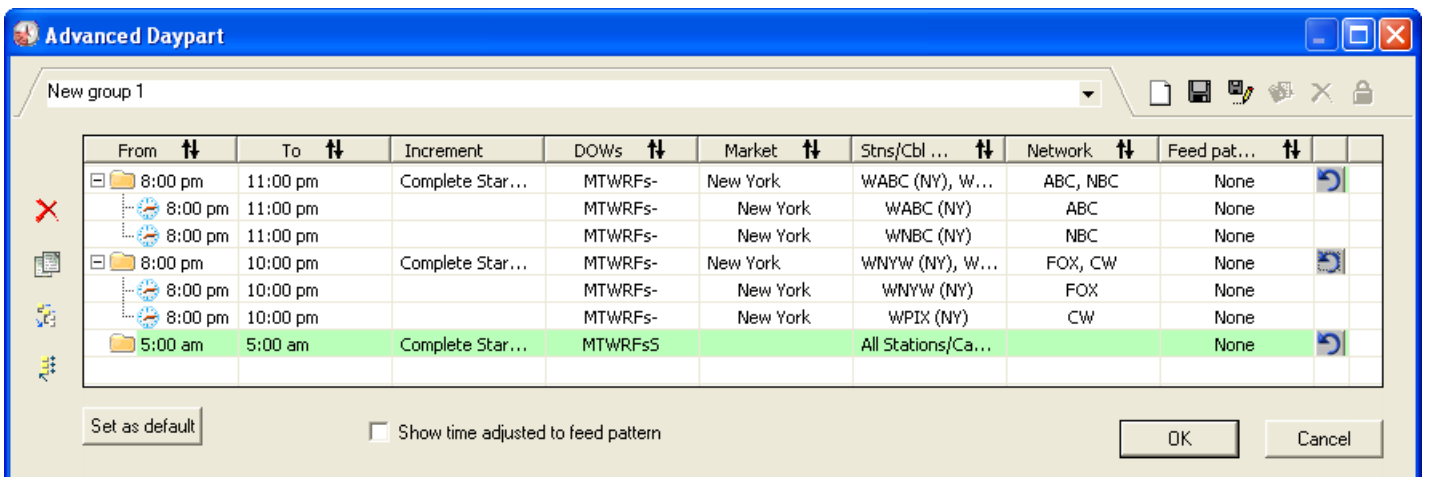 Advanced Daypart
New group 1
From To Increment DOWs Market Stns/Cbl ... Network Feed pat...
8:00 pm 11:00 pm Complete Star... MTWRFs- New York WABC (NY), W... ABC, NBC None
8:00 pm 11:00 pm MTWRFs- New York WABC (NY) ABC None
8:00 pm 11:00 pm MTWRFs- New York WNBC (NY) NBC None
8:00 pm 10:00 pm Complete Star... MTWRFs- New York WNYW (NY), W... FOX, CW None
8:00 pm 10:00 pm MTWRFs- New York WNYW (NY) FOX None
8:00 pm 10:00 pm MTWRFs- New York WPIX (NY) CW None
5:00 am 5:00 am Complete Star... MTWRFsS All Stations/Ca... None
Set as default Show time adjusted to feed pattern OK Cancel